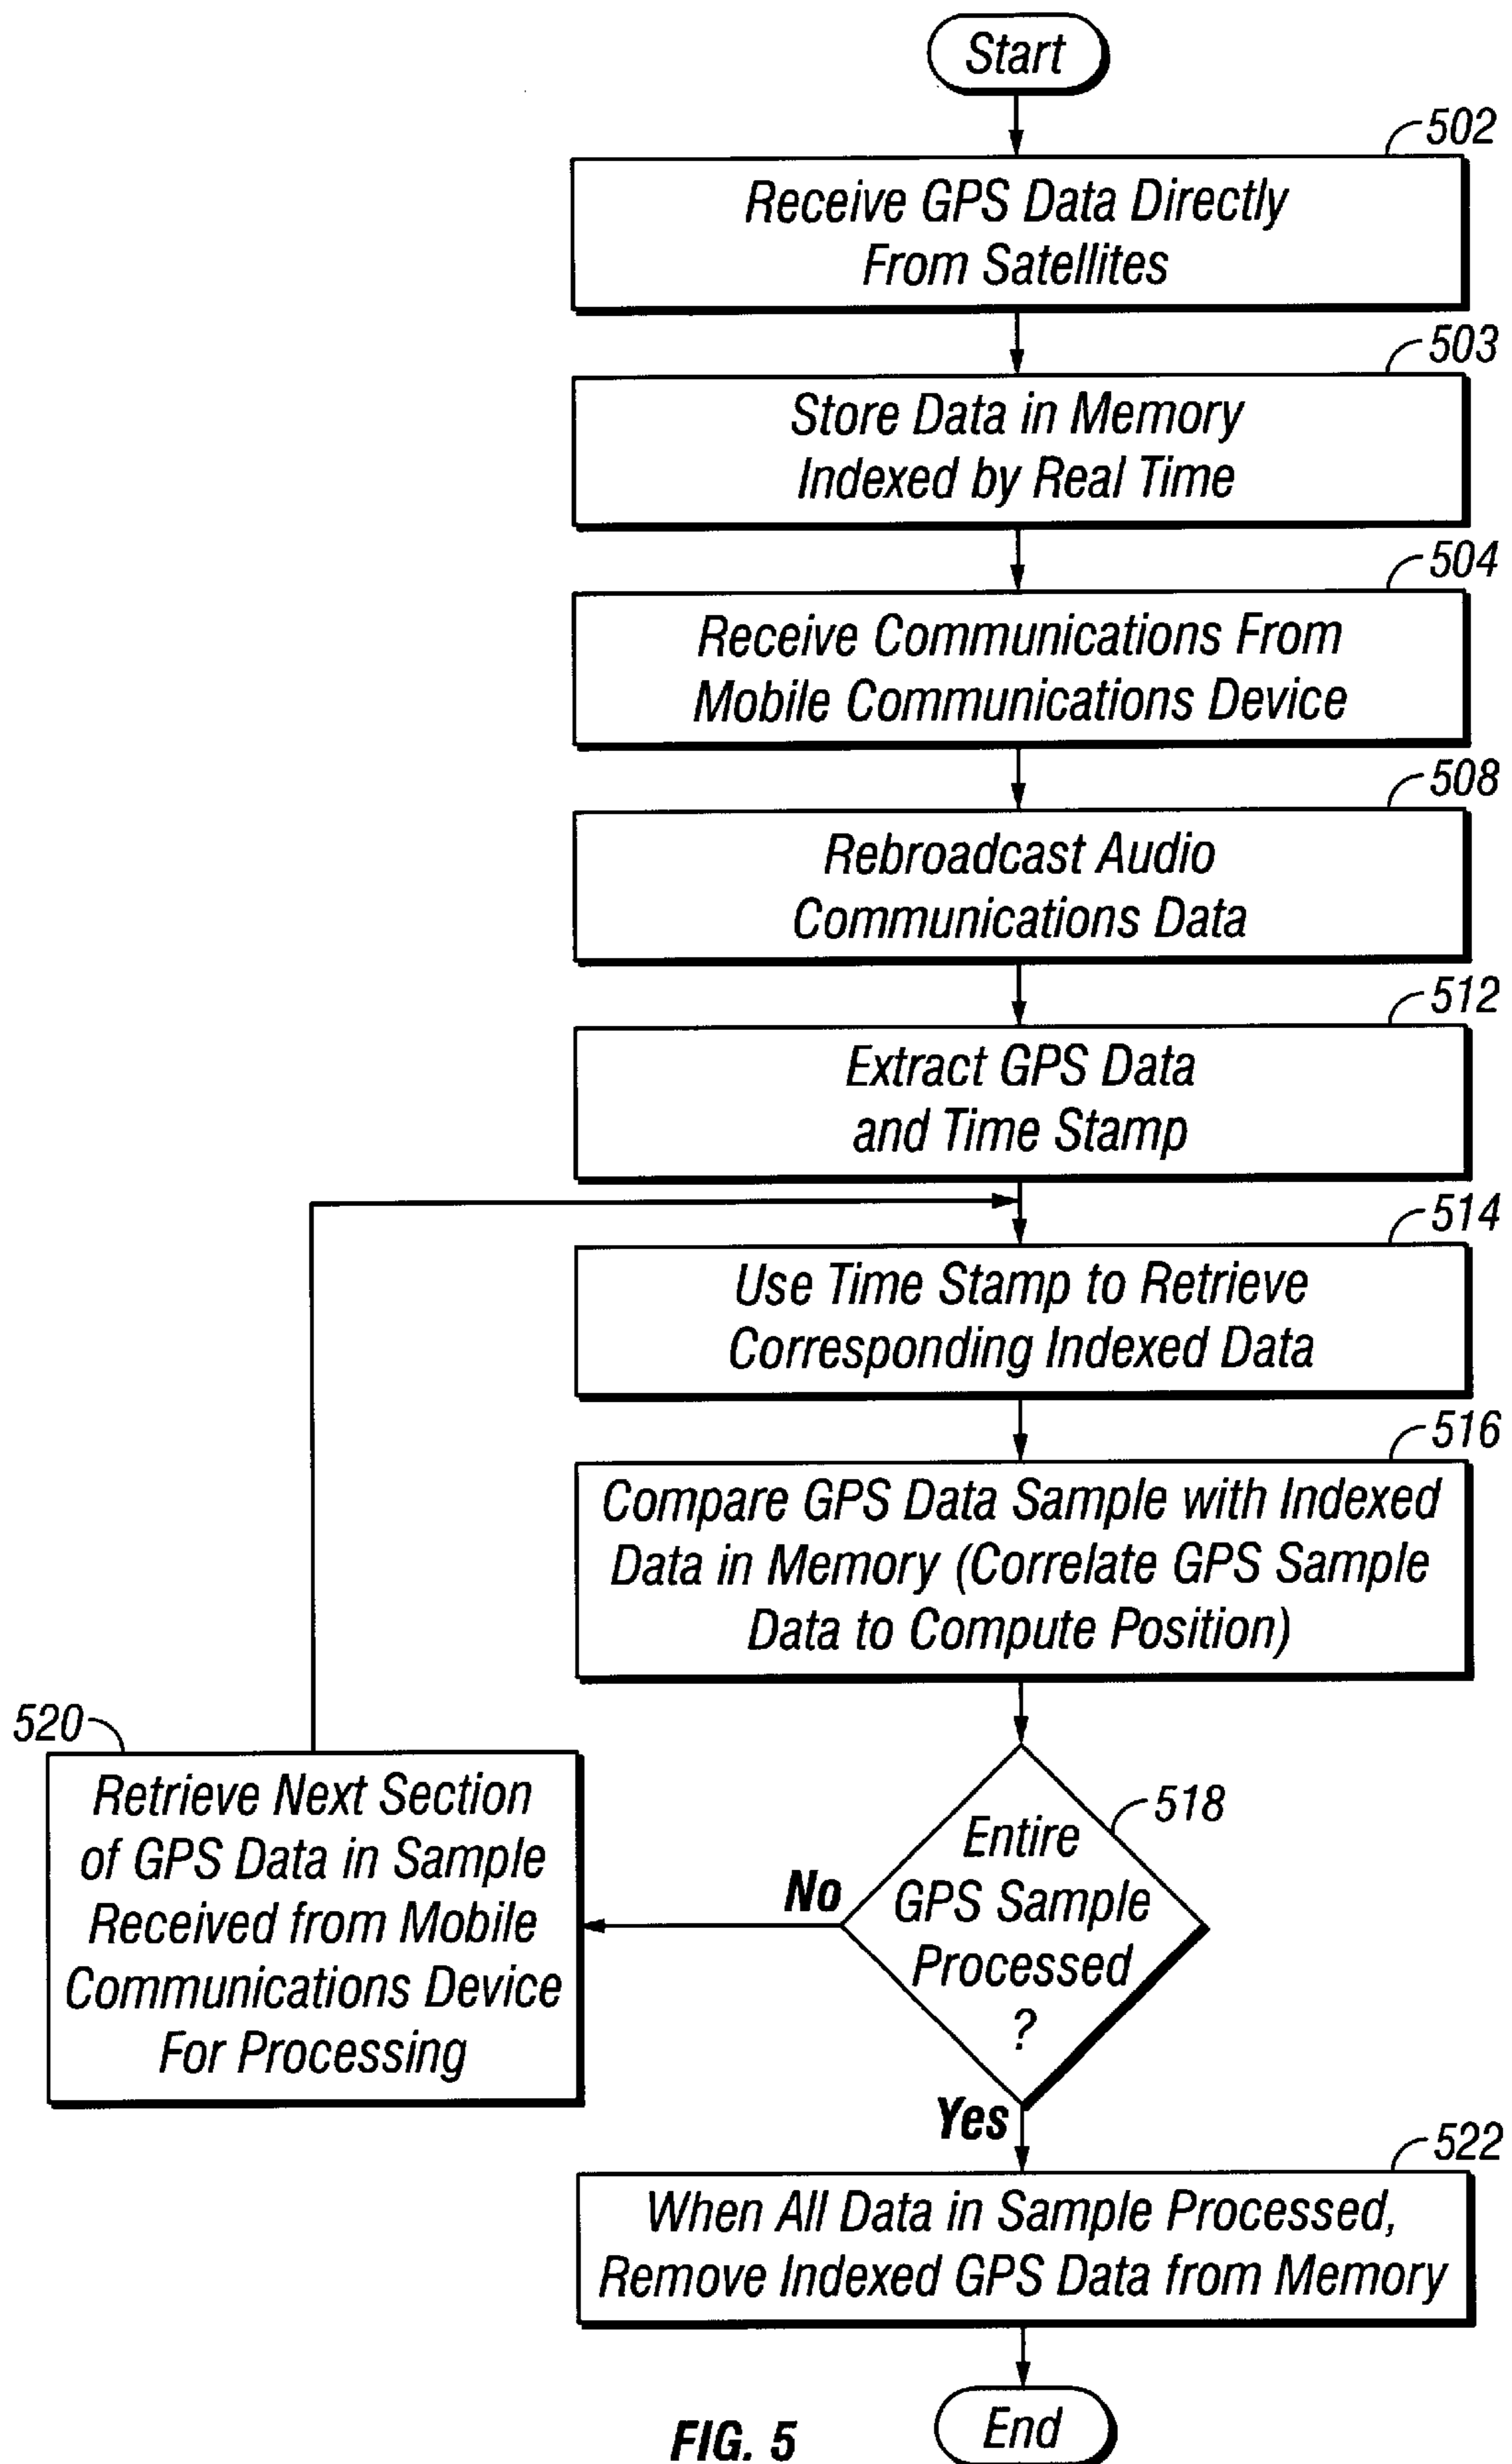 Start
502
Receive GPS Data Directly
From Satellites
503
Store Data in Memory
Indexed by Real Time
504
Receive Communications From
Mobile Communications Device
508
Rebroadcast Audio
Communications Data
512
Extract GPS Data
and Time Stamp
514
Use Time Stamp to Retrieve
Corresponding Indexed Data
516
Compare GPS Data Sample with Indexed
Data in Memory (Correlate GPS Sample
Data to Compute Position)
518
Entire
GPS Sample
Processed
?
No
520
Retrieve Next Section
of GPS Data in Sample
Received from Mobile
Communications Device
For Processing
Yes
522
When All Data in Sample Processed,
Remove Indexed GPS Data from Memory
End
FIG. 5